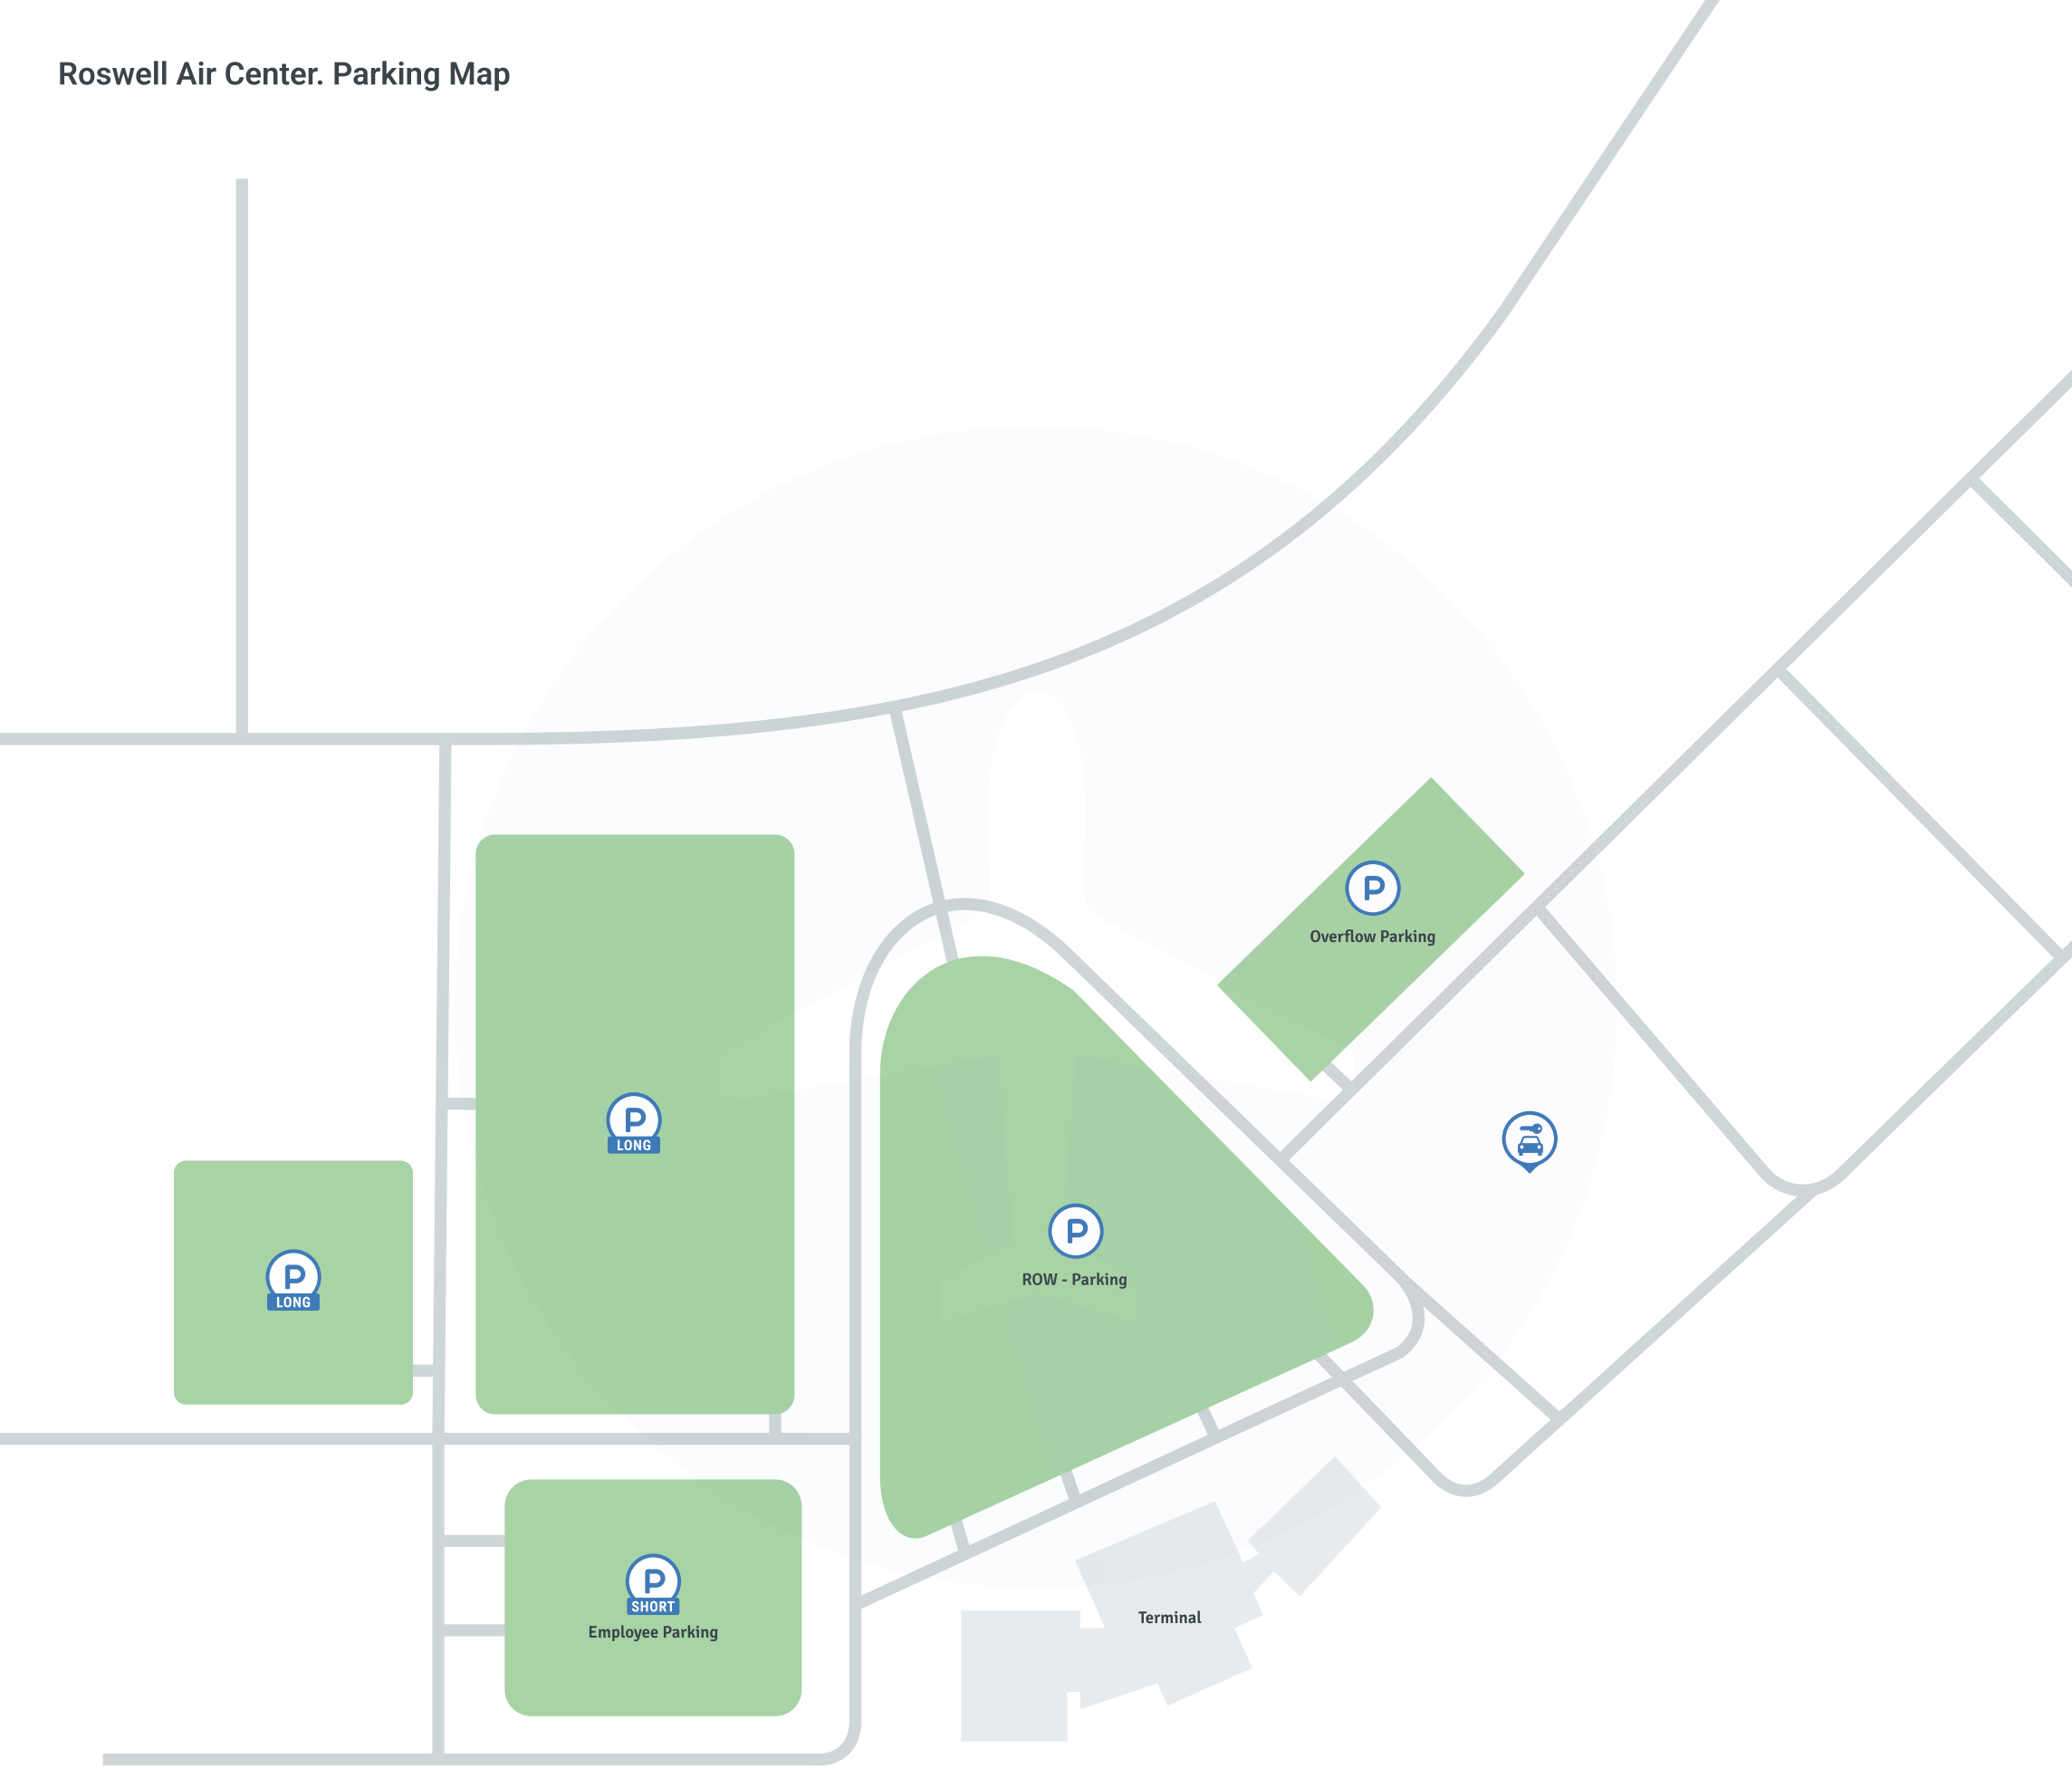 Roswell Air Center. Parking Map
P
Overflow Parking
P
LONG
P
ROW - Parking
P
LONG
P
SHORT
Employee Parking
Terminal